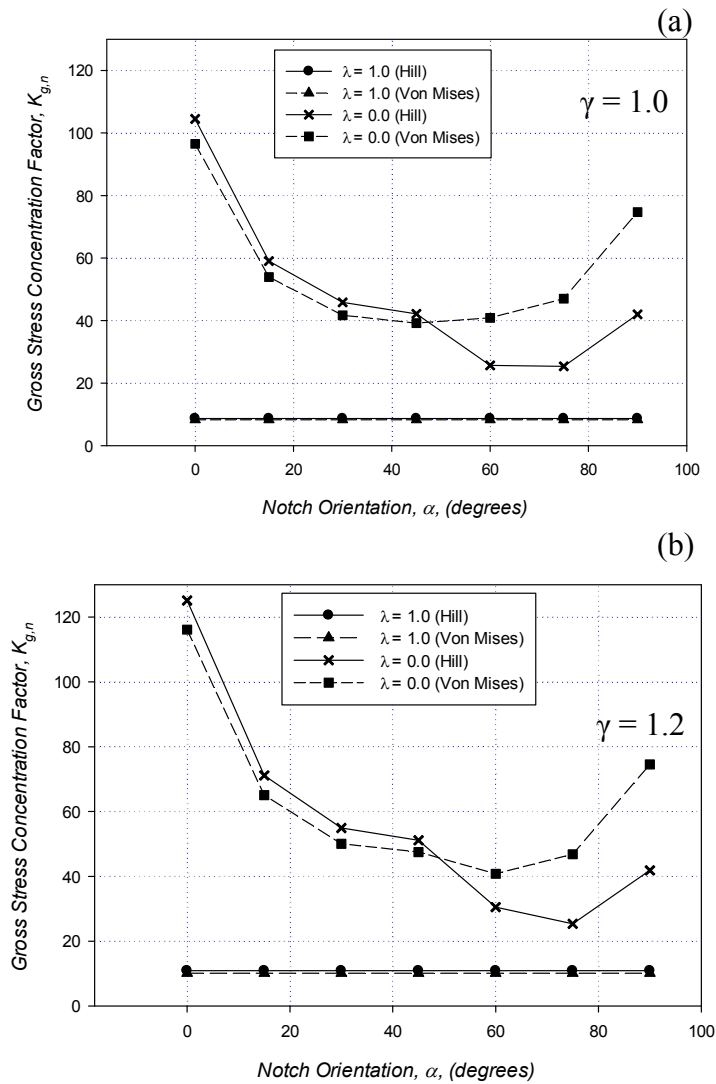 (a)
120
100
80
60
40
20
0
Gross Stress Concentration Factor, K_{g,n}
λ = 1.0 (Hill)
λ = 1.0 (Von Mises)
λ = 0.0 (Hill)
λ = 0.0 (Von Mises)
γ = 1.0
0 20 40 60 80 100
Notch Orientation, α, (degrees)
(b)
120
100
80
60
40
20
0
Gross Stress Concentration Factor, K_{g,n}
λ = 1.0 (Hill)
λ = 1.0 (Von Mises)
λ = 0.0 (Hill)
λ = 0.0 (Von Mises)
γ = 1.2
0 20 40 60 80 100
Notch Orientation, α, (degrees)